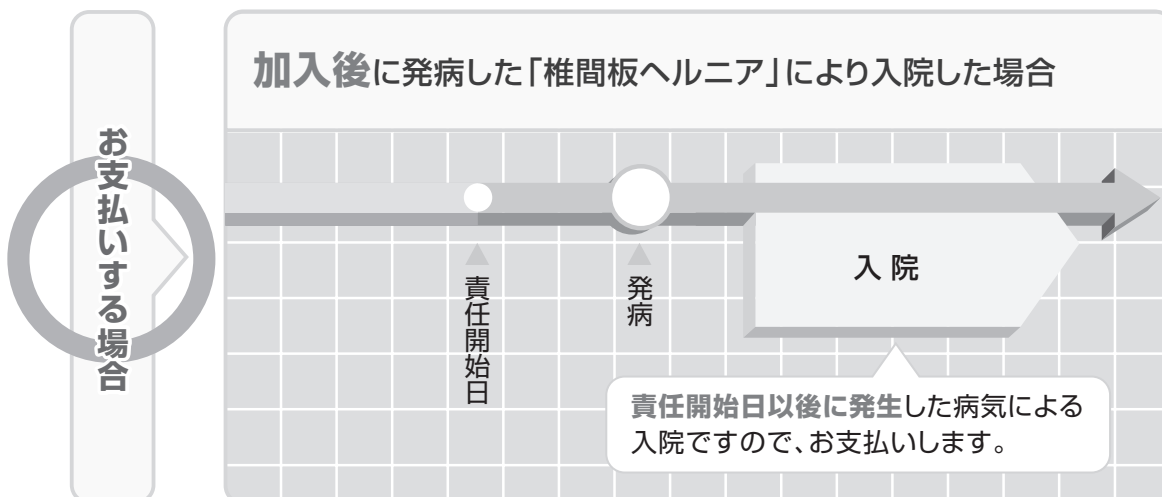 お支払いする場合
加入後に発病した「椎間板ヘルニア」により入院した場合
責任開始日
発病
入院
責任開始日以後に発生した病気による
入院ですので、お支払いします。